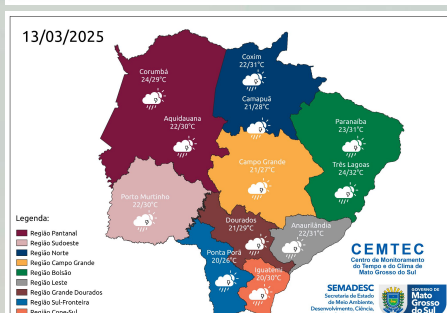 13/03/2025
Coxim
22/31°C
Corumbá
24/29°C
Camapuã
21/28°C
Aquidauana
22/30°C
Paranaíba
23/31°C
Campo Grande
21/27°C
Três Lagoas
24/32°C
Porto Murtinho
22/30°C
Dourados
21/29°C
Anaurilândia
22/31°C
Ponta Porã
20/26°C
Iguatemi
20/30°C
Legenda:
Região Pantanal
Região Sudoeste
Região Norte
Região Campo Grande
Região Bolsão
Região Leste
Região Grande Dourados
Região Sul-Fronteira
Região Cone-Sul
CEMTEC
Centro de Monitoramento
do Tempo e do Clima de
Mato Grosso do Sul
SEMADESC
Secretaria de Estado
de Meio Ambiente,
Desenvolvimento, Ciência,
GOVERNO DE
Mato
Grosso
do Sul